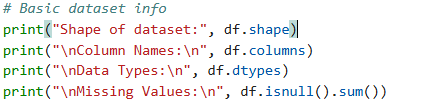 # Basic dataset info
print("Shape of dataset:", df.shape)
print("\nColumn Names:\n", df.columns)
print("\nData Types:\n", df.dtypes)
print("\nMissing Values:\n", df.isnull().sum())